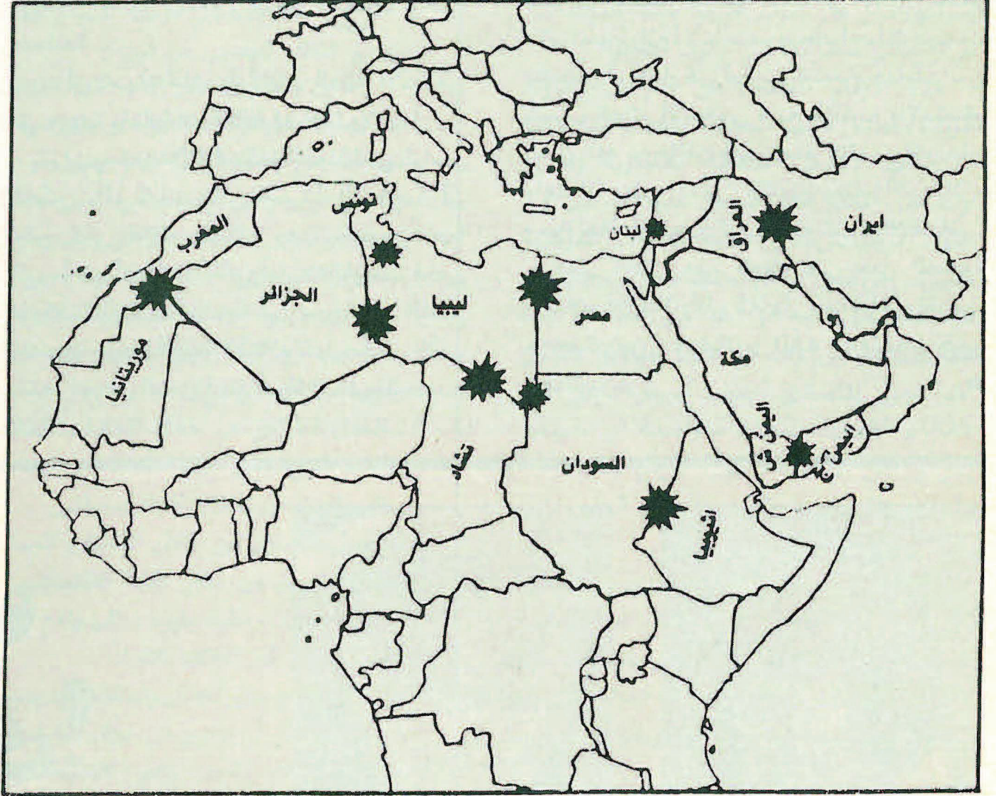 تونس
المغرب
لبنان
العراق
ايران
الجزائر
ليبيا
مصر
موريتانيا
مكة
اليمن ش
تشاد
السودان
اليمن ج
اثيوبيا